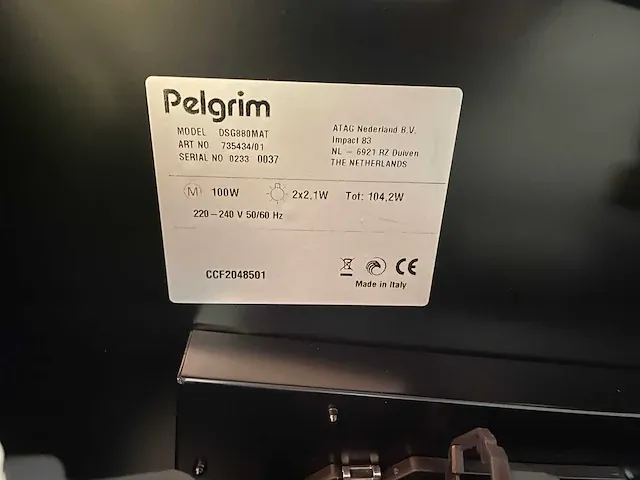 Pelgrim
MODEL DSG880MAT
ART NO 735434/01
SERIAL NO 0233 0037
ATAG Nederland B.V.
Impact 83
NL – 6921 RZ Duiven
THE NETHERLANDS
M 100W 2x2,1W Tot: 104,2W
220–240 V 50/60 Hz
CCF2048501
CE
Made in Italy